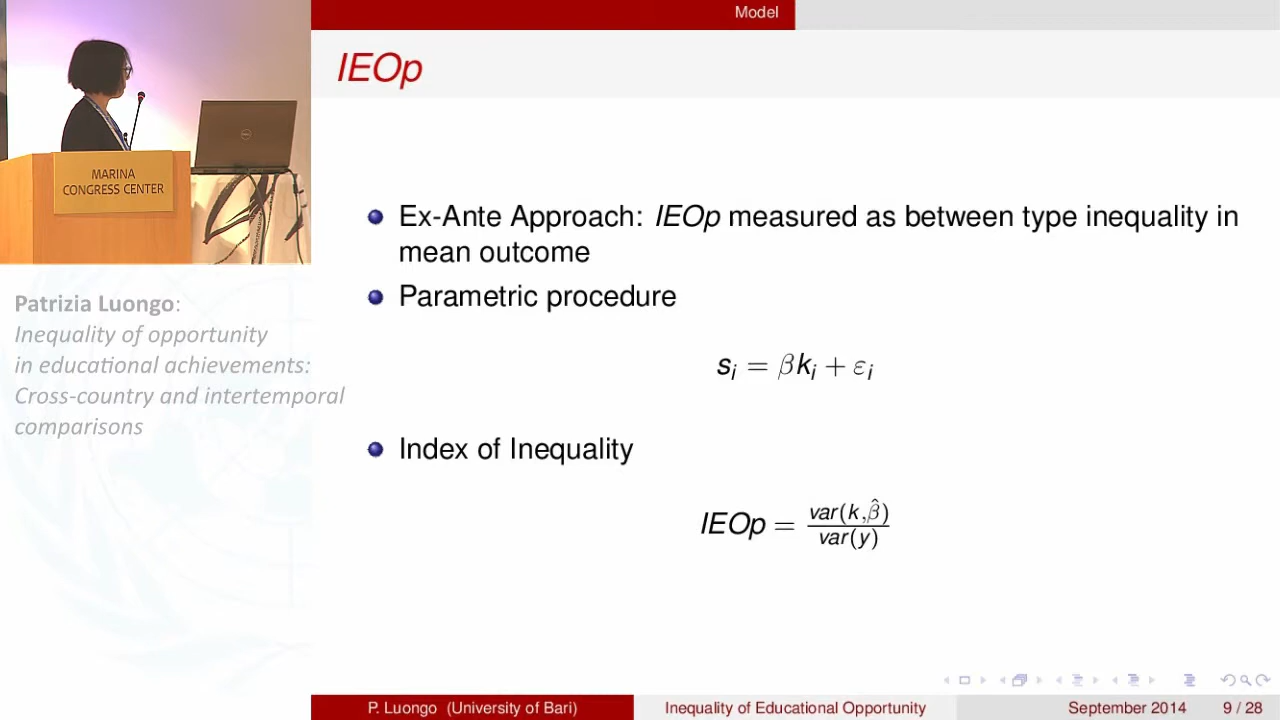 Model
IEOp
MARINA
CONGRESS CENTER
Ex-Ante Approach: IEOp measured as between type inequality in
mean outcome
Parametric procedure
s_i = βk_i + ε_i
Index of Inequality
IEOp = var(k,β̂) / var(y)
Patrizia Luongo:
Inequality of opportunity
in educational achievements:
Cross-country and intertemporal
comparisons
P. Luongo (University of Bari) Inequality of Educational Opportunity September 2014 9 / 28